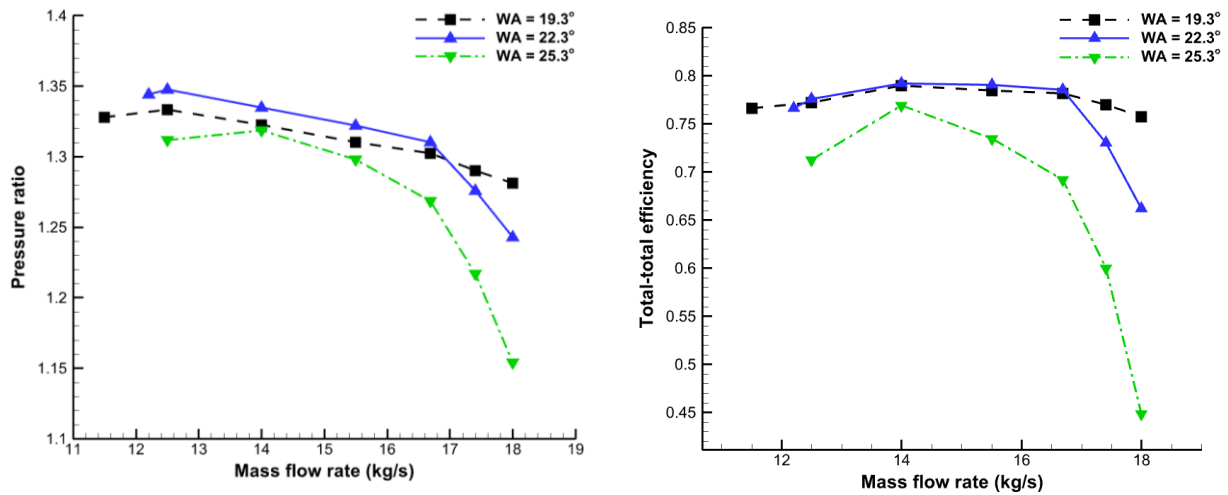 1.4
1.35
1.3
1.25
1.2
1.15
1.1
Pressure ratio
11 12 13 14 15 16 17 18 19
Mass flow rate (kg/s)
WA = 19.3°
WA = 22.3°
WA = 25.3°
0.85
0.8
0.75
0.7
0.65
0.6
0.55
0.5
0.45
Total-total efficiency
12 14 16 18
Mass flow rate (kg/s)
WA = 19.3°
WA = 22.3°
WA = 25.3°